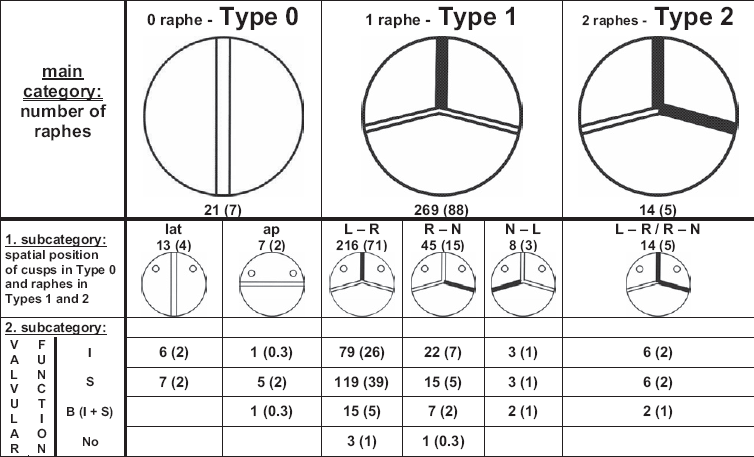 main
category:
number of
raphes
0 raphe - Type 0
21 (7)
1 raphe - Type 1
269 (88)
2 raphes - Type 2
14 (5)
1. subcategory:
spatial position
of cusps in Type 0
and raphes in
Types 1 and 2
lat
13 (4)
ap
7 (2)
L – R
216 (71)
R – N
45 (15)
N – L
8 (3)
L – R / R – N
14 (5)
2. subcategory:
VALVULAR
FUNCTION
I 6 (2) 1 (0.3) 79 (26) 22 (7) 3 (1) 6 (2)
S 7 (2) 5 (2) 119 (39) 15 (5) 3 (1) 6 (2)
B (I + S) 1 (0.3) 15 (5) 7 (2) 2 (1) 2 (1)
No 3 (1) 1 (0.3)